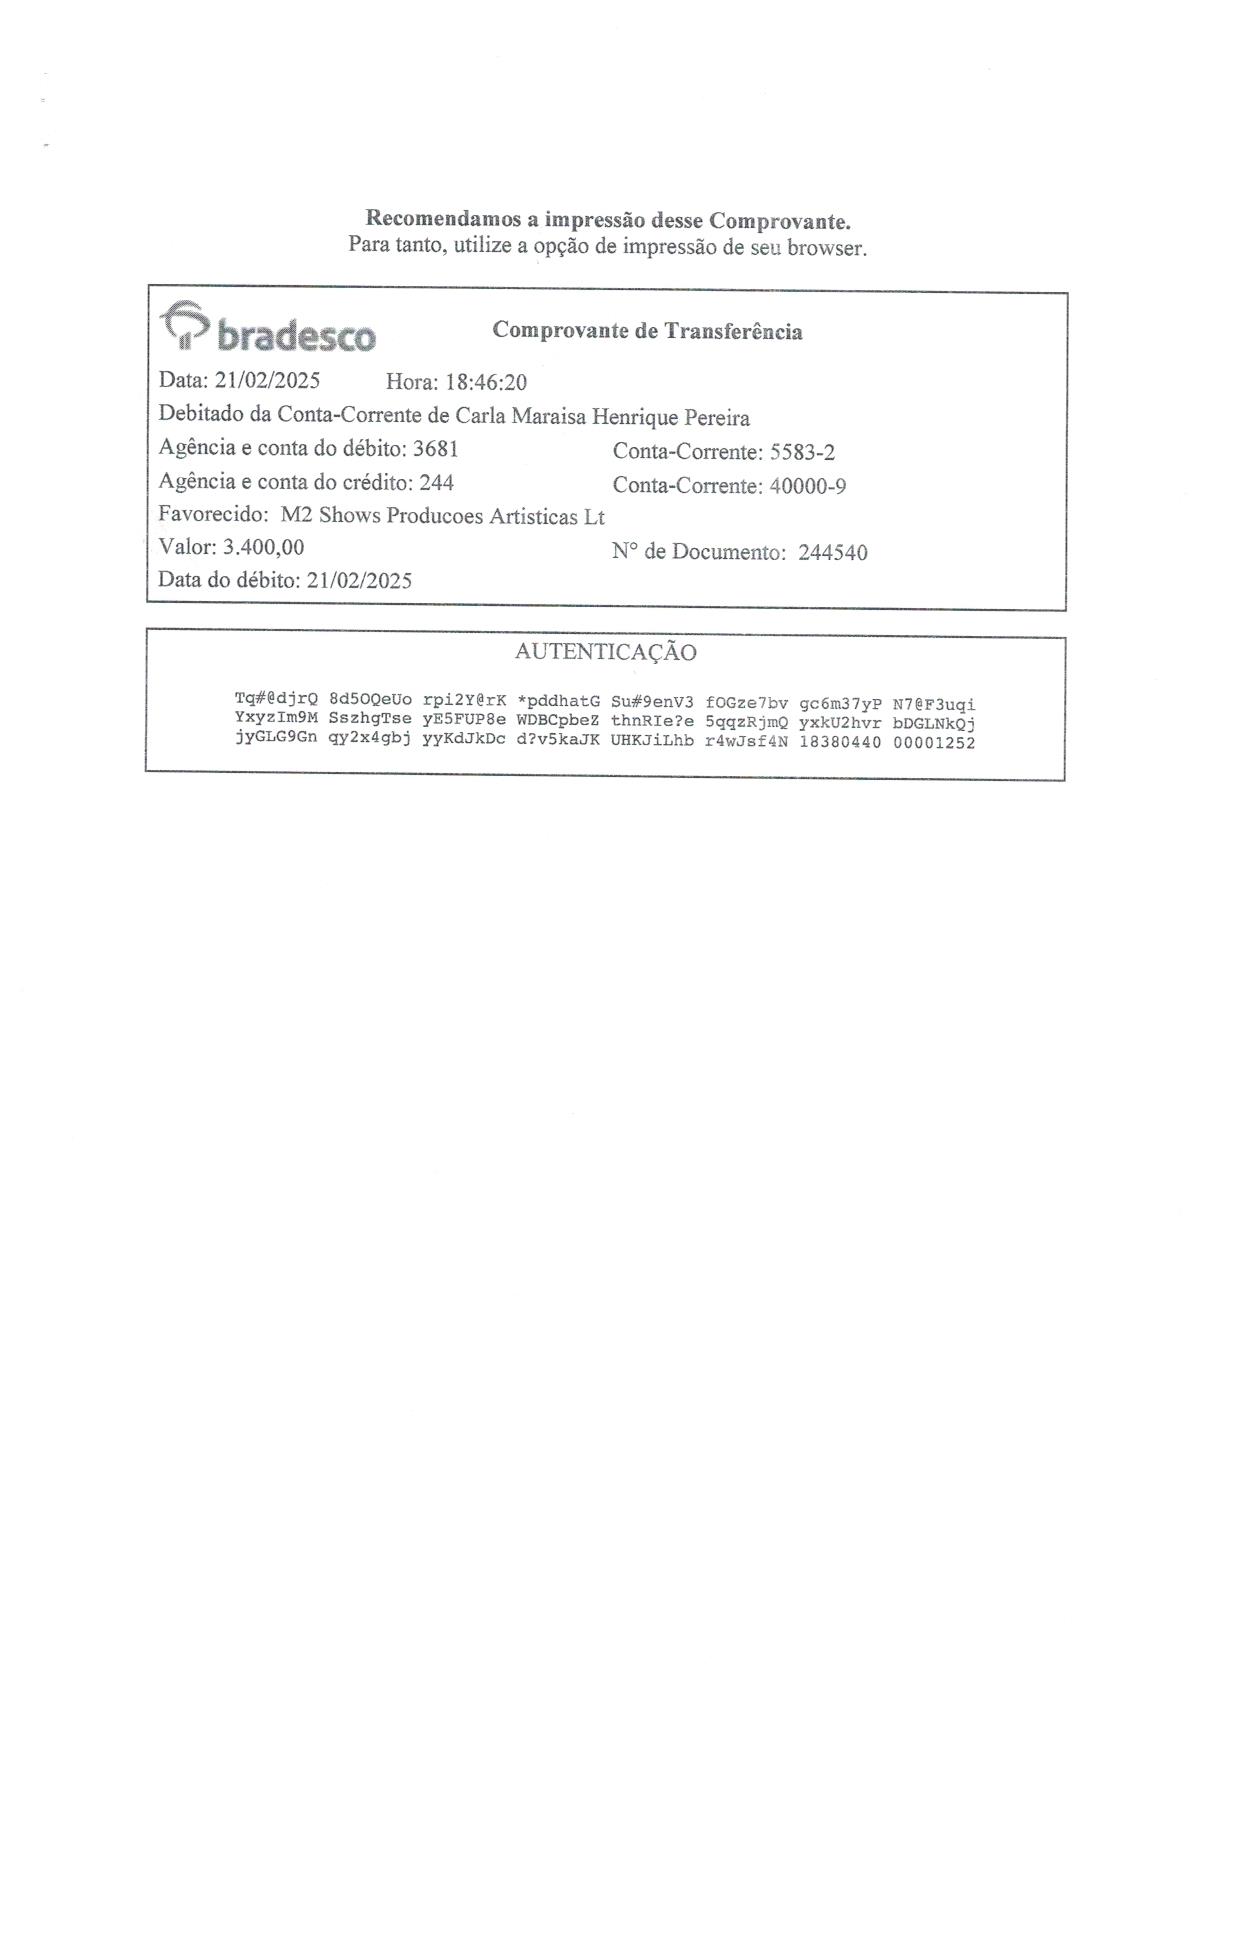 Recomendamos a impressão desse Comprovante.
Para tanto, utilize a opção de impressão de seu browser.
bradesco
Comprovante de Transferência
Data: 21/02/2025 Hora: 18:46:20
Debitado da Conta-Corrente de Carla Maraisa Henrique Pereira
Agência e conta do débito: 3681 Conta-Corrente: 5583-2
Agência e conta do crédito: 244 Conta-Corrente: 40000-9
Favorecido: M2 Shows Producoes Artisticas Lt
Valor: 3.400,00 N° de Documento: 244540
Data do débito: 21/02/2025
AUTENTICAÇÃO
Tq#@djrQ 8d5OQeUo rpi2Y@rK *pddhatG Su#9enV3 fOGze7bv gc6m37yP N7@F3uqi
YxyzIm9M SszhgTse yE5FUP8e WDBCpbeZ thnRIe?e 5qqzRjmQ yxkU2hvr bDGLNkQj
jyGLG9Gn qy2x4gbj yyKdJkDc d?v5kaJK UHKJiLhb r4wJsf4N 18380440 00001252